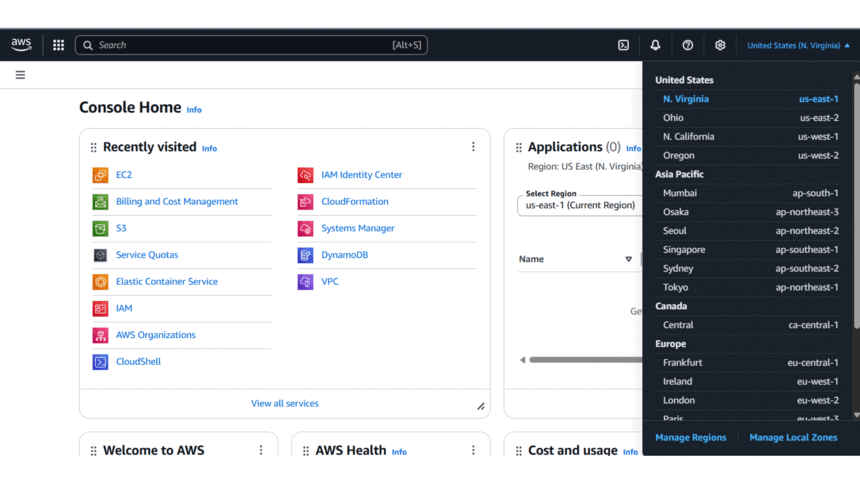 aws
Search [Alt+S]
United States (N. Virginia)
Console Home Info
Recently visited Info
EC2
Billing and Cost Management
S3
Service Quotas
Elastic Container Service
IAM
AWS Organizations
CloudShell
IAM Identity Center
CloudFormation
Systems Manager
DynamoDB
VPC
View all services
Applications (0) Info
Region: US East (N. Virginia)
Select Region
us-east-1 (Current Region)
Name
Ge
United States
N. Virginia us-east-1
Ohio us-east-2
N. California us-west-1
Oregon us-west-2
Asia Pacific
Mumbai ap-south-1
Osaka ap-northeast-3
Seoul ap-northeast-2
Singapore ap-southeast-1
Sydney ap-southeast-2
Tokyo ap-northeast-1
Canada
Central ca-central-1
Europe
Frankfurt eu-central-1
Ireland eu-west-1
London eu-west-2
Paris eu-west-3
Manage Regions Manage Local Zones
Welcome to AWS
AWS Health Info
Cost and usage Info